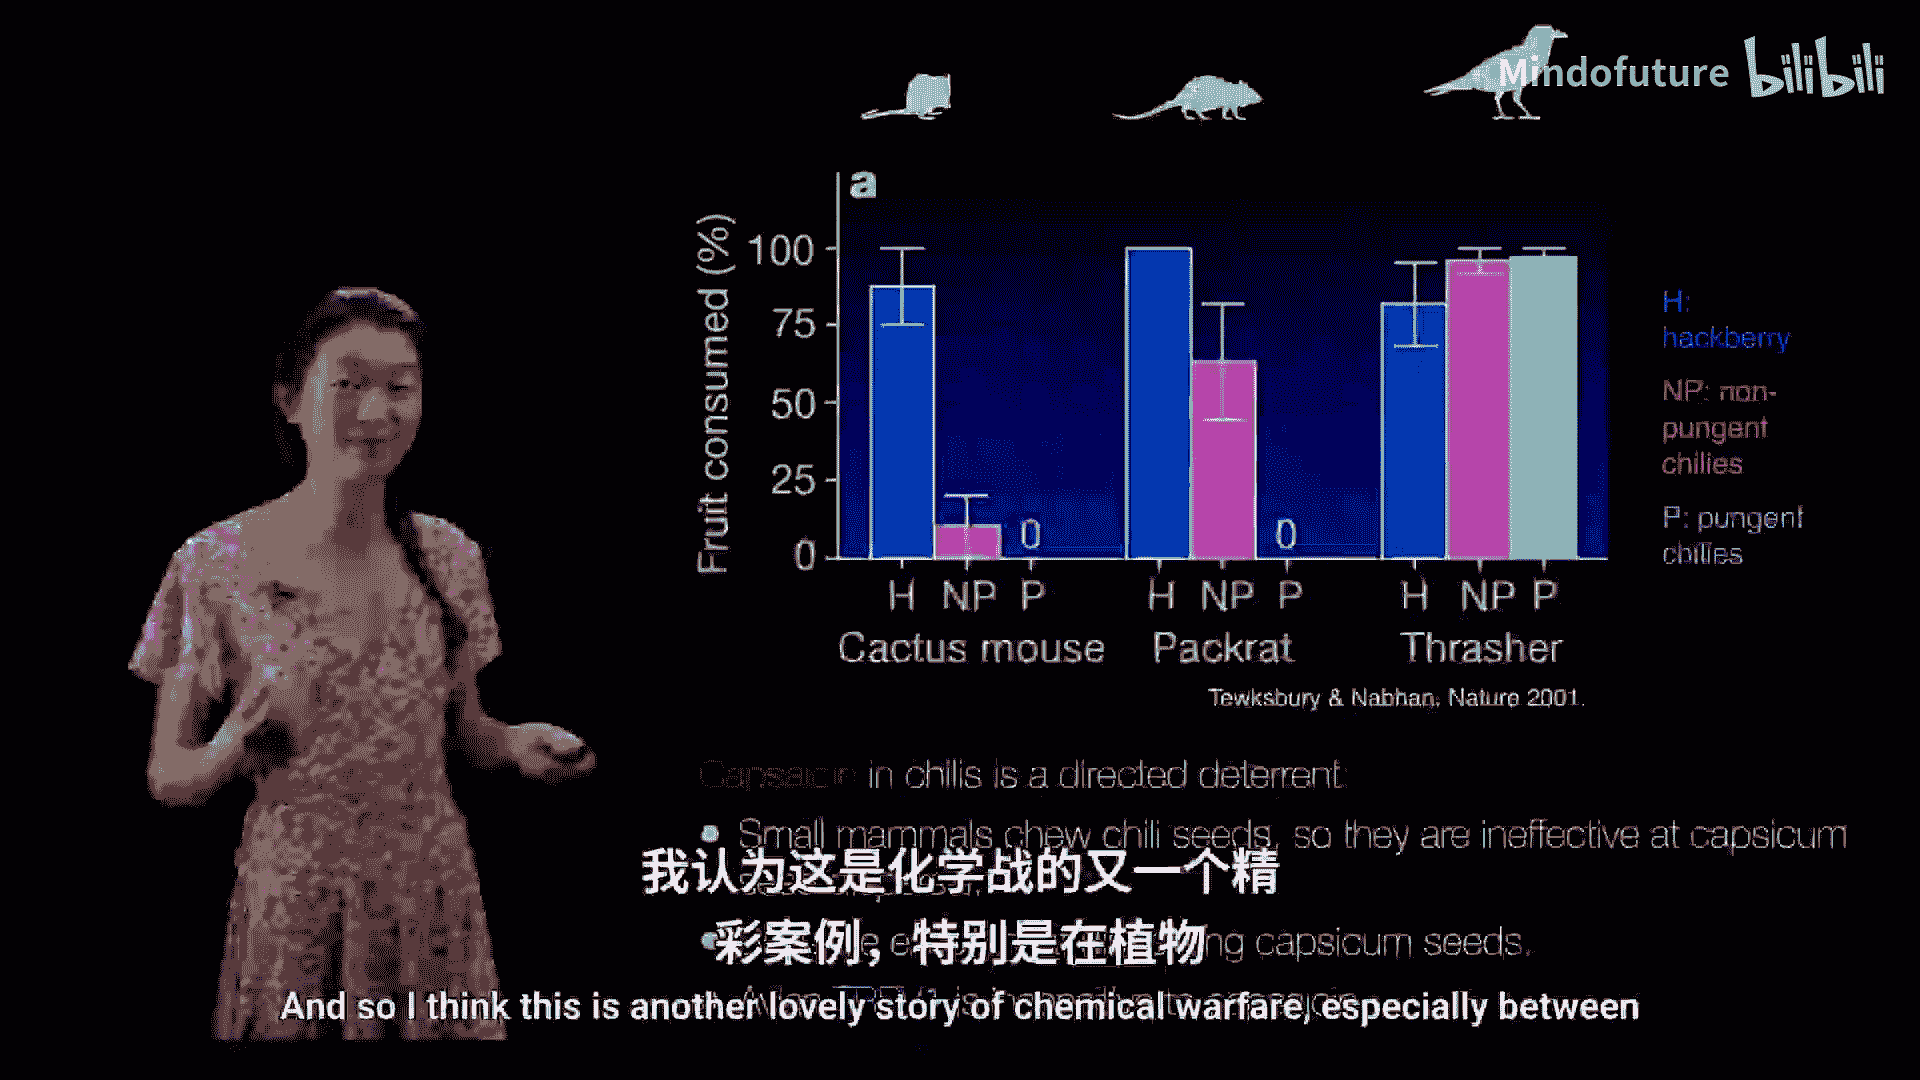 Mindofuture bilibili
a
Fruit consumed (%)
100
75
50
25
0
0
0
H NP P
H NP P
H NP P
Cactus mouse
Packrat
Thrasher
H:
hackberry
NP: non-
pungent
chilies
P: pungent
chilies
Tewksbury & Nabhan, Nature 2001.
Capsaicin in chilis is a directed deterrent:
Small mammals chew chili seeds, so they are ineffective at capsicum
capsicum seeds.
我认为这是化学战的又一个精
彩案例，特别是在植物
And so I think this is another lovely story of chemical warfare, especially between